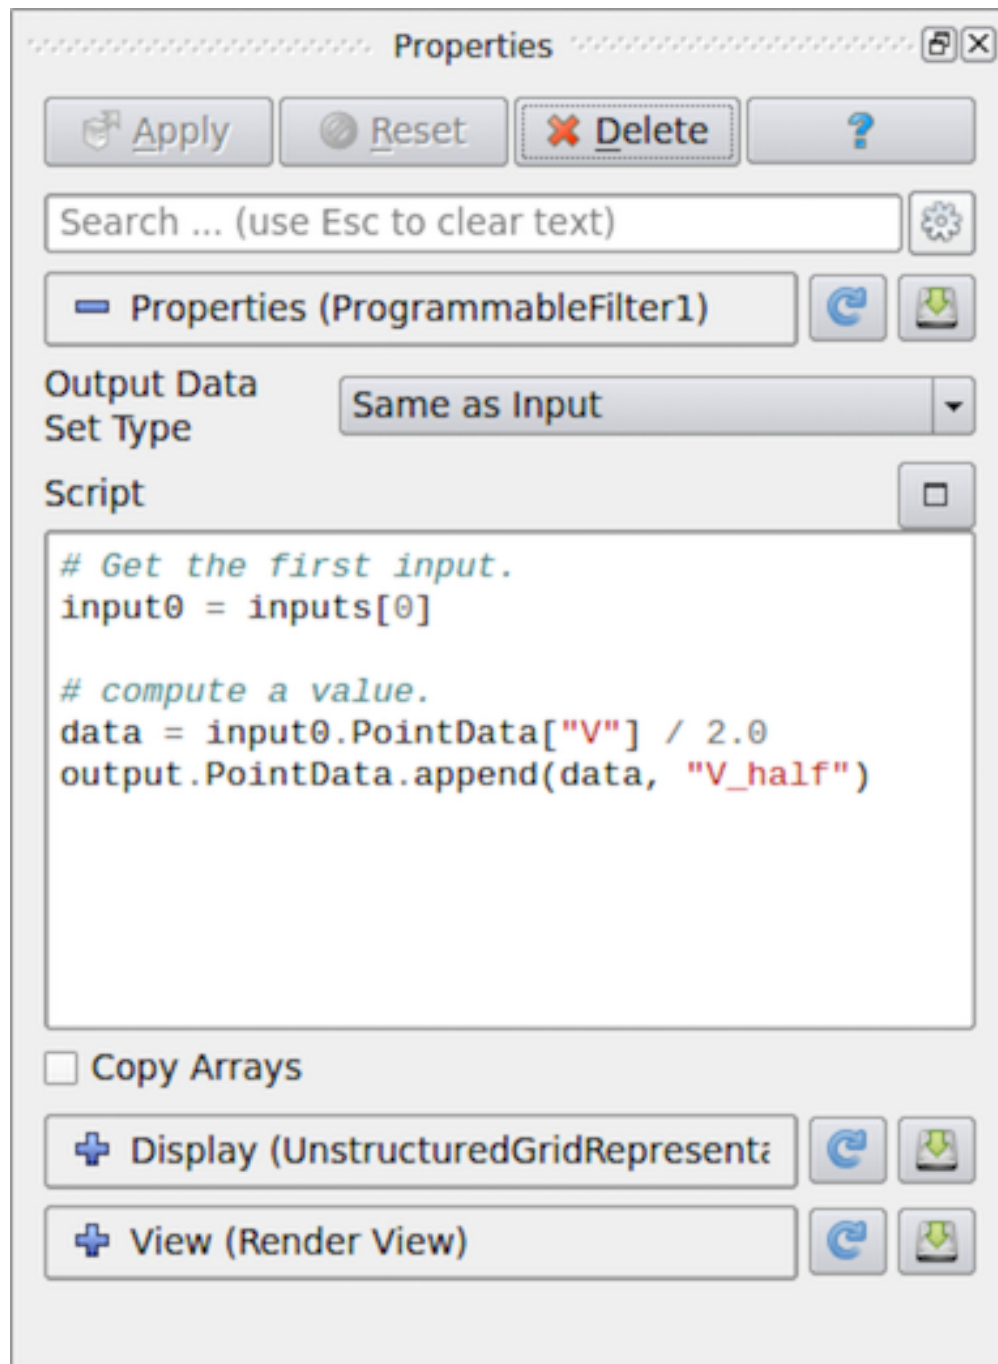 Properties
Apply Reset Delete ?
Search ... (use Esc to clear text)
Properties (ProgrammableFilter1)
Output Data
Set Type
Same as Input
Script
# Get the first input.
input0 = inputs[0]
# compute a value.
data = input0.PointData["V"] / 2.0
output.PointData.append(data, "V_half")
Copy Arrays
Display (UnstructuredGridRepresenta
View (Render View)